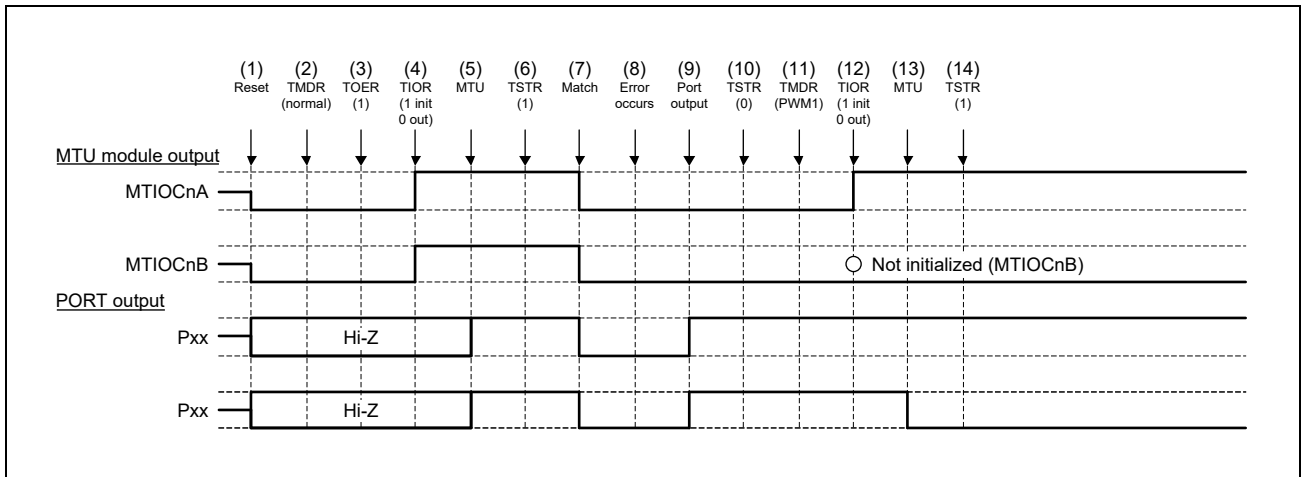 (1) (2) (3) (4) (5) (6) (7) (8) (9) (10) (11) (12) (13) (14)
Reset TMDR TOER TIOR MTU TSTR Match Error Port TSTR TMDR TIOR MTU TSTR
(normal) (1) (1 init (1) occurs output (0) (PWM1) (1 init (1)
0 out) 0 out)
MTU module output
MTIOCnA
MTIOCnB Not initialized (MTIOCnB)
PORT output
Pxx Hi-Z
Pxx Hi-Z